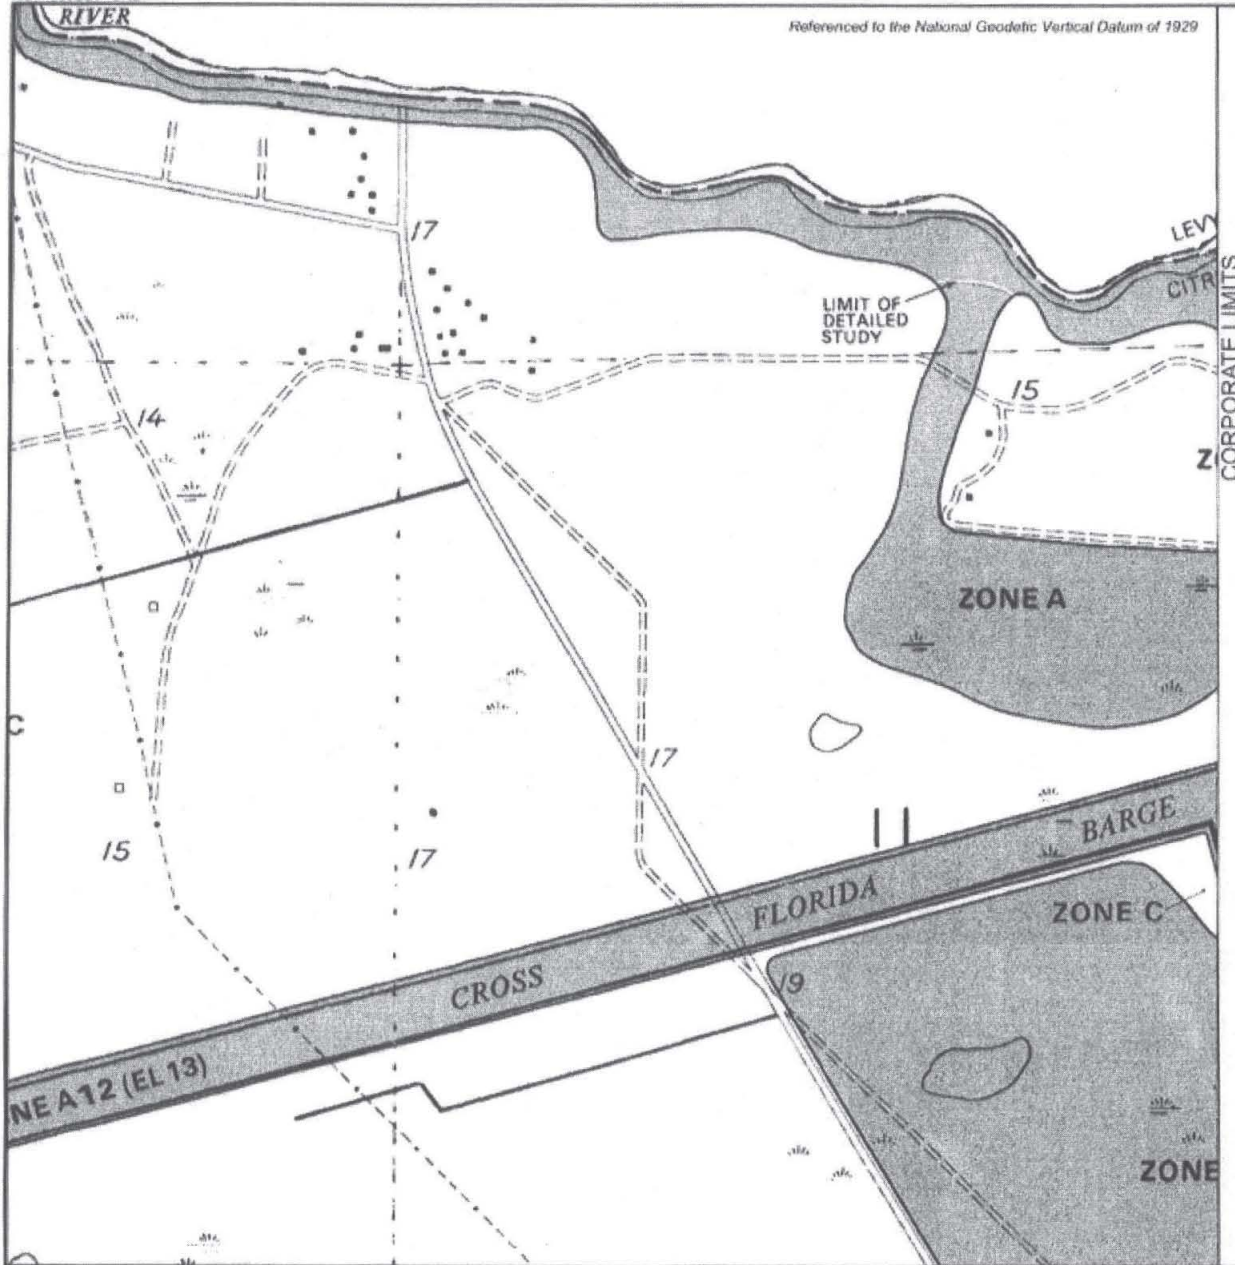 RIVER
Referenced to the National Geodetic Vertical Datum of 1929
17
LEVY
CITR
CORPORATE LIMITS
LIMIT OF
DETAILED
STUDY
15
14
Z
ZONE A
C
17
15
17
BARGE
FLORIDA
ZONE C
CROSS
19
NE A12 (EL 13)
ZONE